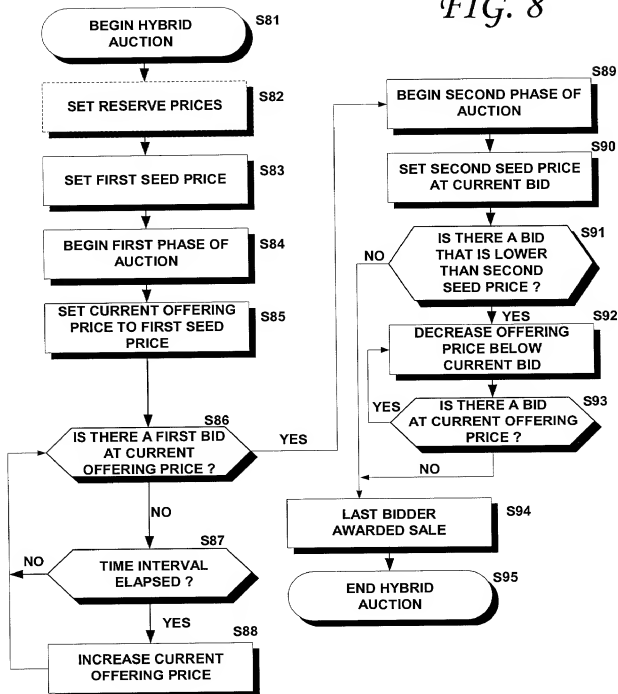 FIG. 8
BEGIN HYBRID
AUCTION
S81
SET RESERVE PRICES
S82
SET FIRST SEED PRICE
S83
BEGIN FIRST PHASE OF
AUCTION
S84
SET CURRENT OFFERING
PRICE TO FIRST SEED
PRICE
S85
S86
IS THERE A FIRST BID
AT CURRENT
OFFERING PRICE ?
YES
NO
S87
TIME INTERVAL
ELAPSED ?
NO
YES
S88
INCREASE CURRENT
OFFERING PRICE
S89
BEGIN SECOND PHASE OF
AUCTION
S90
SET SECOND SEED PRICE
AT CURRENT BID
S91
IS THERE A BID
THAT IS LOWER
THAN SECOND
SEED PRICE ?
NO
YES
S92
DECREASE OFFERING
PRICE BELOW
CURRENT BID
S93
IS THERE A BID
AT CURRENT OFFERING
PRICE ?
YES
NO
LAST BIDDER
AWARDED SALE
S94
END HYBRID
AUCTION
S95